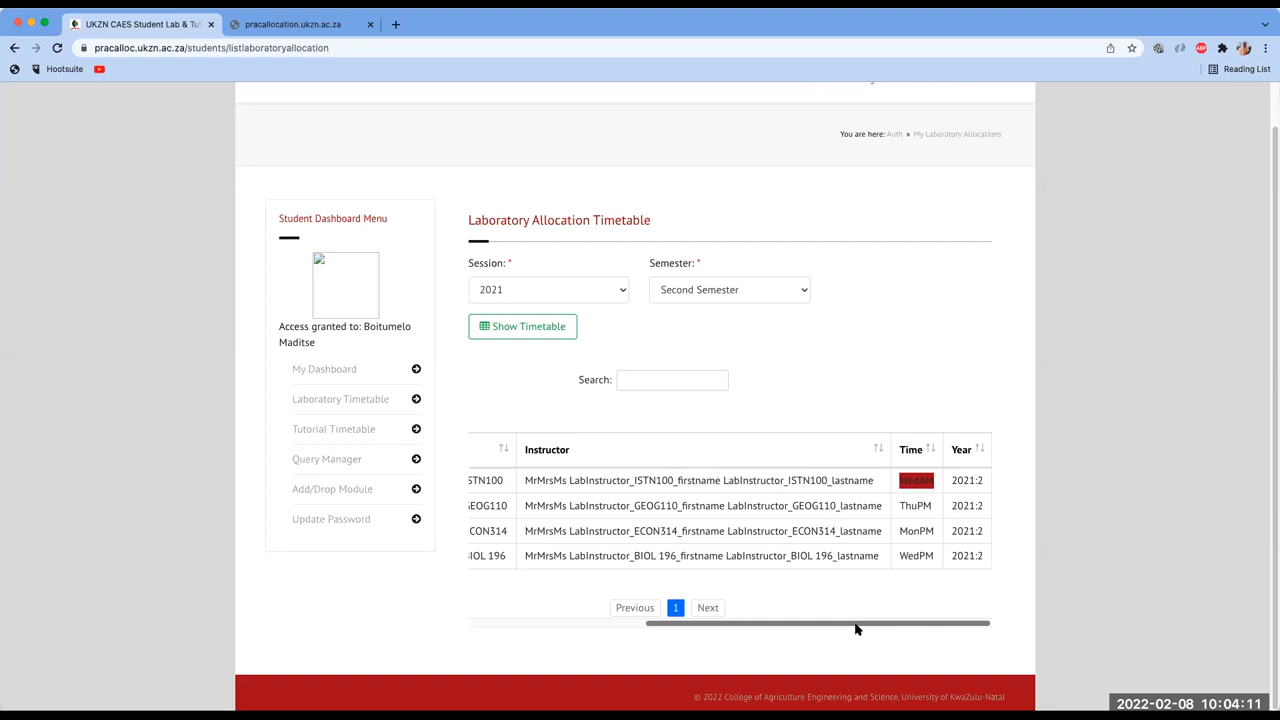 UKZN CAES Student Lab & Tut
pracallocation.ukzn.ac.za
pracalloc.ukzn.ac.za/students/listlaboratoryallocation
Hootsuite
Reading List
You are here: Auth » My Laboratory Allocations
Student Dashboard Menu
Access granted to: Boitumelo
Maditse
My Dashboard
Laboratory Timetable
Tutorial Timetable
Query Manager
Add/Drop Module
Update Password
Laboratory Allocation Timetable
Session: * Semester: *
2021 Second Semester
Show Timetable
Search:
Instructor Time Year
STN100 MrMrsMs LabInstructor_ISTN100_firstname LabInstructor_ISTN100_lastname WedAM 2021:2
GEOG110 MrMrsMs LabInstructor_GEOG110_firstname LabInstructor_GEOG110_lastname ThuPM 2021:2
CON314 MrMrsMs LabInstructor_ECON314_firstname LabInstructor_ECON314_lastname MonPM 2021:2
IOL 196 MrMrsMs LabInstructor_BIOL 196_firstname LabInstructor_BIOL 196_lastname WedPM 2021:2
Previous 1 Next
© 2022 College of Agriculture Engineering and Science, University of KwaZulu-Natal
2022-02-08 10:04:11